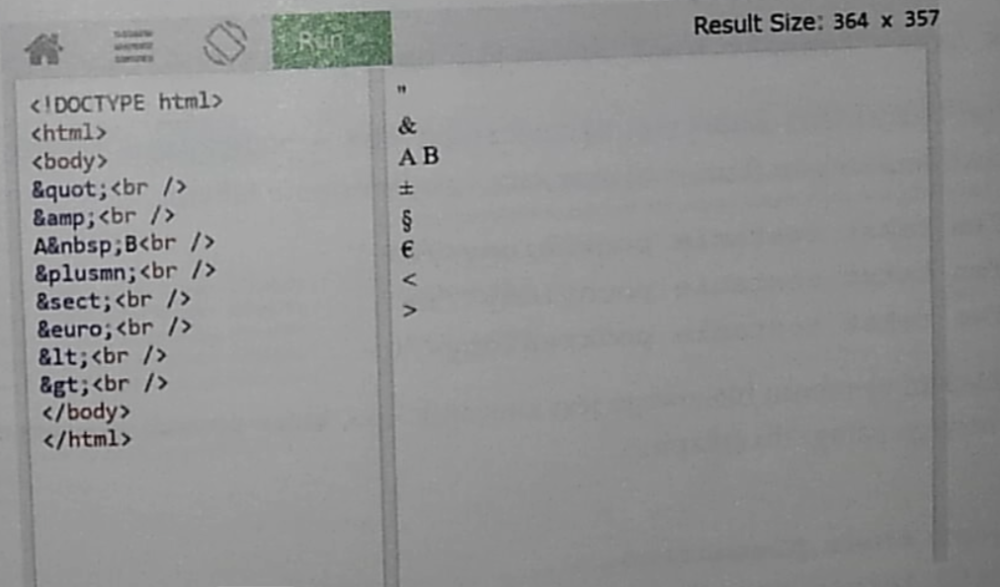 Result Size: 364 x 357
Run
<!DOCTYPE html>
<html>
<body>
&quot;<br />
&amp;<br />
A&nbsp;B<br />
&plusmn;<br />
&sect;<br />
&euro;<br />
&lt;<br />
&gt;<br />
</body>
</html>
"
&
A B
±
§
€
<
>